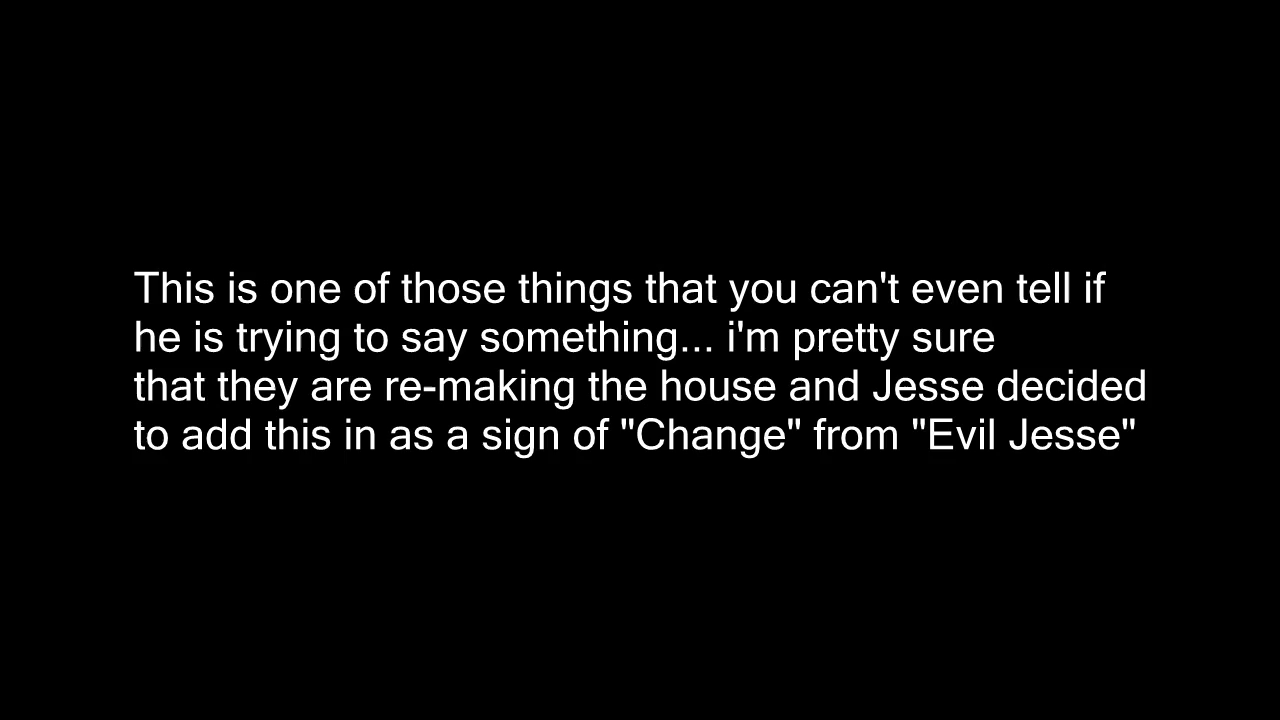 This is one of those things that you can't even tell if
he is trying to say something... i'm pretty sure
that they are re-making the house and Jesse decided
to add this in as a sign of "Change" from "Evil Jesse"